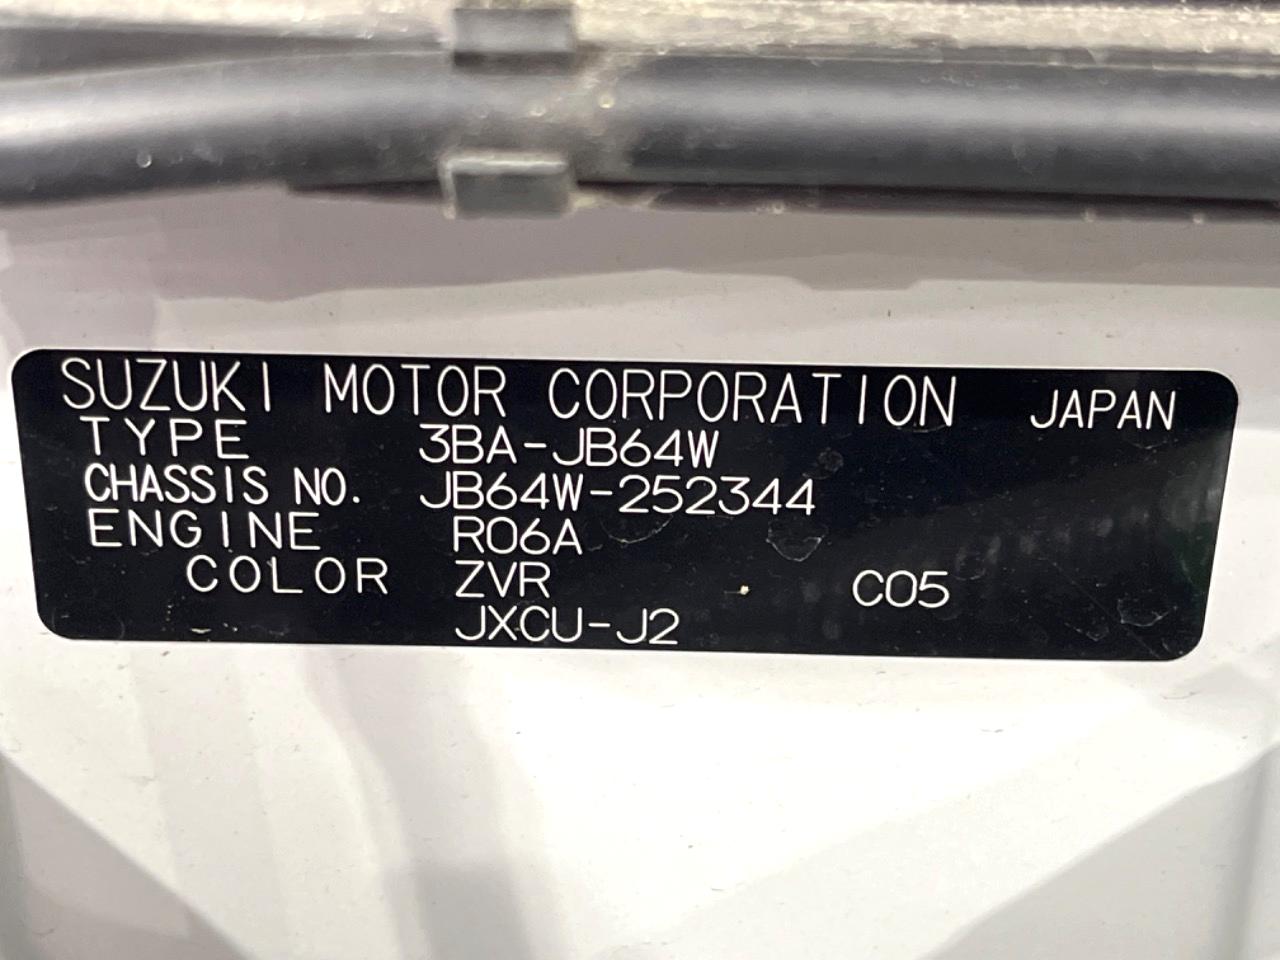 SUZUKI MOTOR CORPORATION JAPAN
TYPE 3BA-JB64W
CHASSIS NO. JB64W-252344
ENGINE R06A
COLOR ZVR C05
JXCU-J2